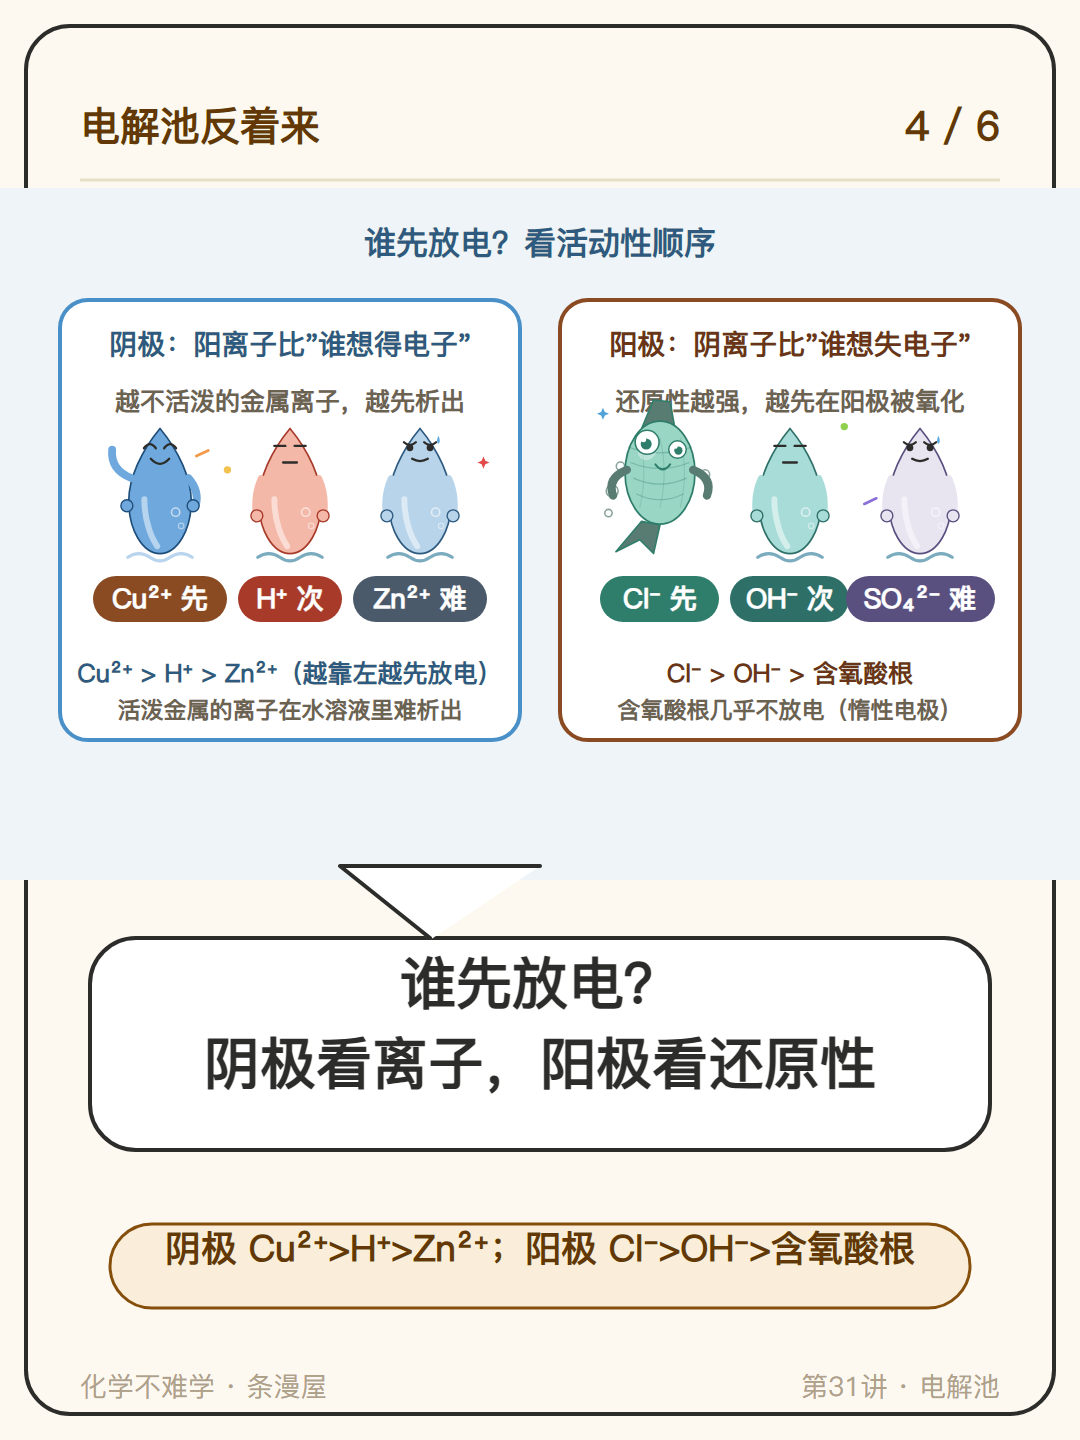 电解池反着来
4 / 6
谁先放电？看活动性顺序
阴极：阳离子比”谁想得电子”
越不活泼的金属离子，越先析出
Cu²⁺ 先
H⁺ 次
Zn²⁺ 难
Cu²⁺ > H⁺ > Zn²⁺（越靠左越先放电）
活泼金属的离子在水溶液里难析出
阳极：阴离子比”谁想失电子”
还原性越强，越先在阳极被氧化
Cl⁻ 先
OH⁻ 次
SO₄²⁻ 难
Cl⁻ > OH⁻ > 含氧酸根
含氧酸根几乎不放电（惰性电极）
谁先放电？
阴极看离子，阳极看还原性
阴极 Cu²⁺>H⁺>Zn²⁺；阳极 Cl⁻>OH⁻>含氧酸根
化学不难学 · 条漫屋
第31讲 · 电解池